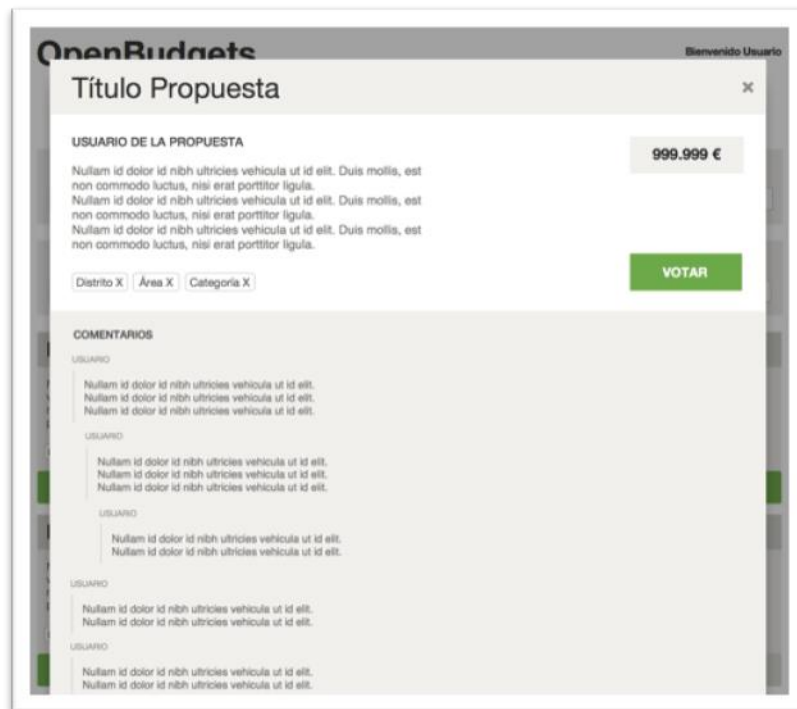 OpenBudgets
Bienvenido Usuario
Título Propuesta
×
USUARIO DE LA PROPUESTA
999.999 €
Nullam id dolor id nibh ultricies vehicula ut id elit. Duis mollis, est
non commodo luctus, nisi erat porttitor ligula.
Nullam id dolor id nibh ultricies vehicula ut id elit. Duis mollis, est
non commodo luctus, nisi erat porttitor ligula.
Nullam id dolor id nibh ultricies vehicula ut id elit. Duis mollis, est
non commodo luctus, nisi erat porttitor ligula.
VOTAR
Distrito X Área X Categoría X
COMENTARIOS
USUARIO
Nullam id dolor id nibh ultricies vehicula ut id elit.
Nullam id dolor id nibh ultricies vehicula ut id elit.
Nullam id dolor id nibh ultricies vehicula ut id elit.
USUARIO
Nullam id dolor id nibh ultricies vehicula ut id elit.
Nullam id dolor id nibh ultricies vehicula ut id elit.
Nullam id dolor id nibh ultricies vehicula ut id elit.
USUARIO
Nullam id dolor id nibh ultricies vehicula ut id elit.
Nullam id dolor id nibh ultricies vehicula ut id elit.
USUARIO
Nullam id dolor id nibh ultricies vehicula ut id elit.
Nullam id dolor id nibh ultricies vehicula ut id elit.
USUARIO
Nullam id dolor id nibh ultricies vehicula ut id elit.
Nullam id dolor id nibh ultricies vehicula ut id elit.